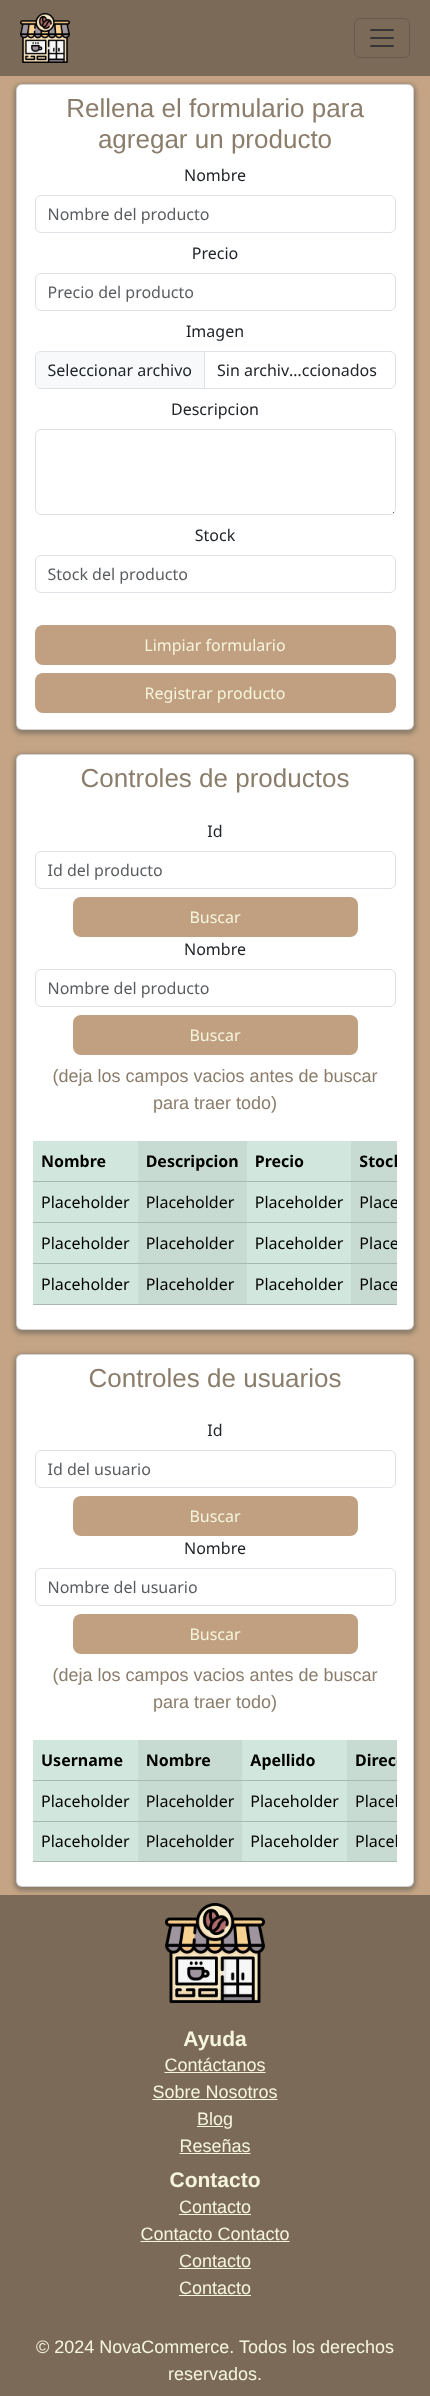 Rellena el formulario para
agregar un producto
Nombre
Nombre del producto
Precio
Precio del producto
Imagen
Seleccionar archivo Sin archiv...ccionados
Descripcion
Stock
Stock del producto
Limpiar formulario
Registrar producto
Controles de productos
Id
Id del producto
Buscar
Nombre
Nombre del producto
Buscar
(deja los campos vacios antes de buscar
para traer todo)
Nombre Descripcion Precio Stock
Placeholder Placeholder Placeholder Place
Placeholder Placeholder Placeholder Place
Placeholder Placeholder Placeholder Place
Controles de usuarios
Id
Id del usuario
Buscar
Nombre
Nombre del usuario
Buscar
(deja los campos vacios antes de buscar
para traer todo)
Username Nombre Apellido Direc
Placeholder Placeholder Placeholder Placel
Placeholder Placeholder Placeholder Placel
Ayuda
Contáctanos
Sobre Nosotros
Blog
Reseñas
Contacto
Contacto
Contacto Contacto
Contacto
Contacto
© 2024 NovaCommerce. Todos los derechos
reservados.